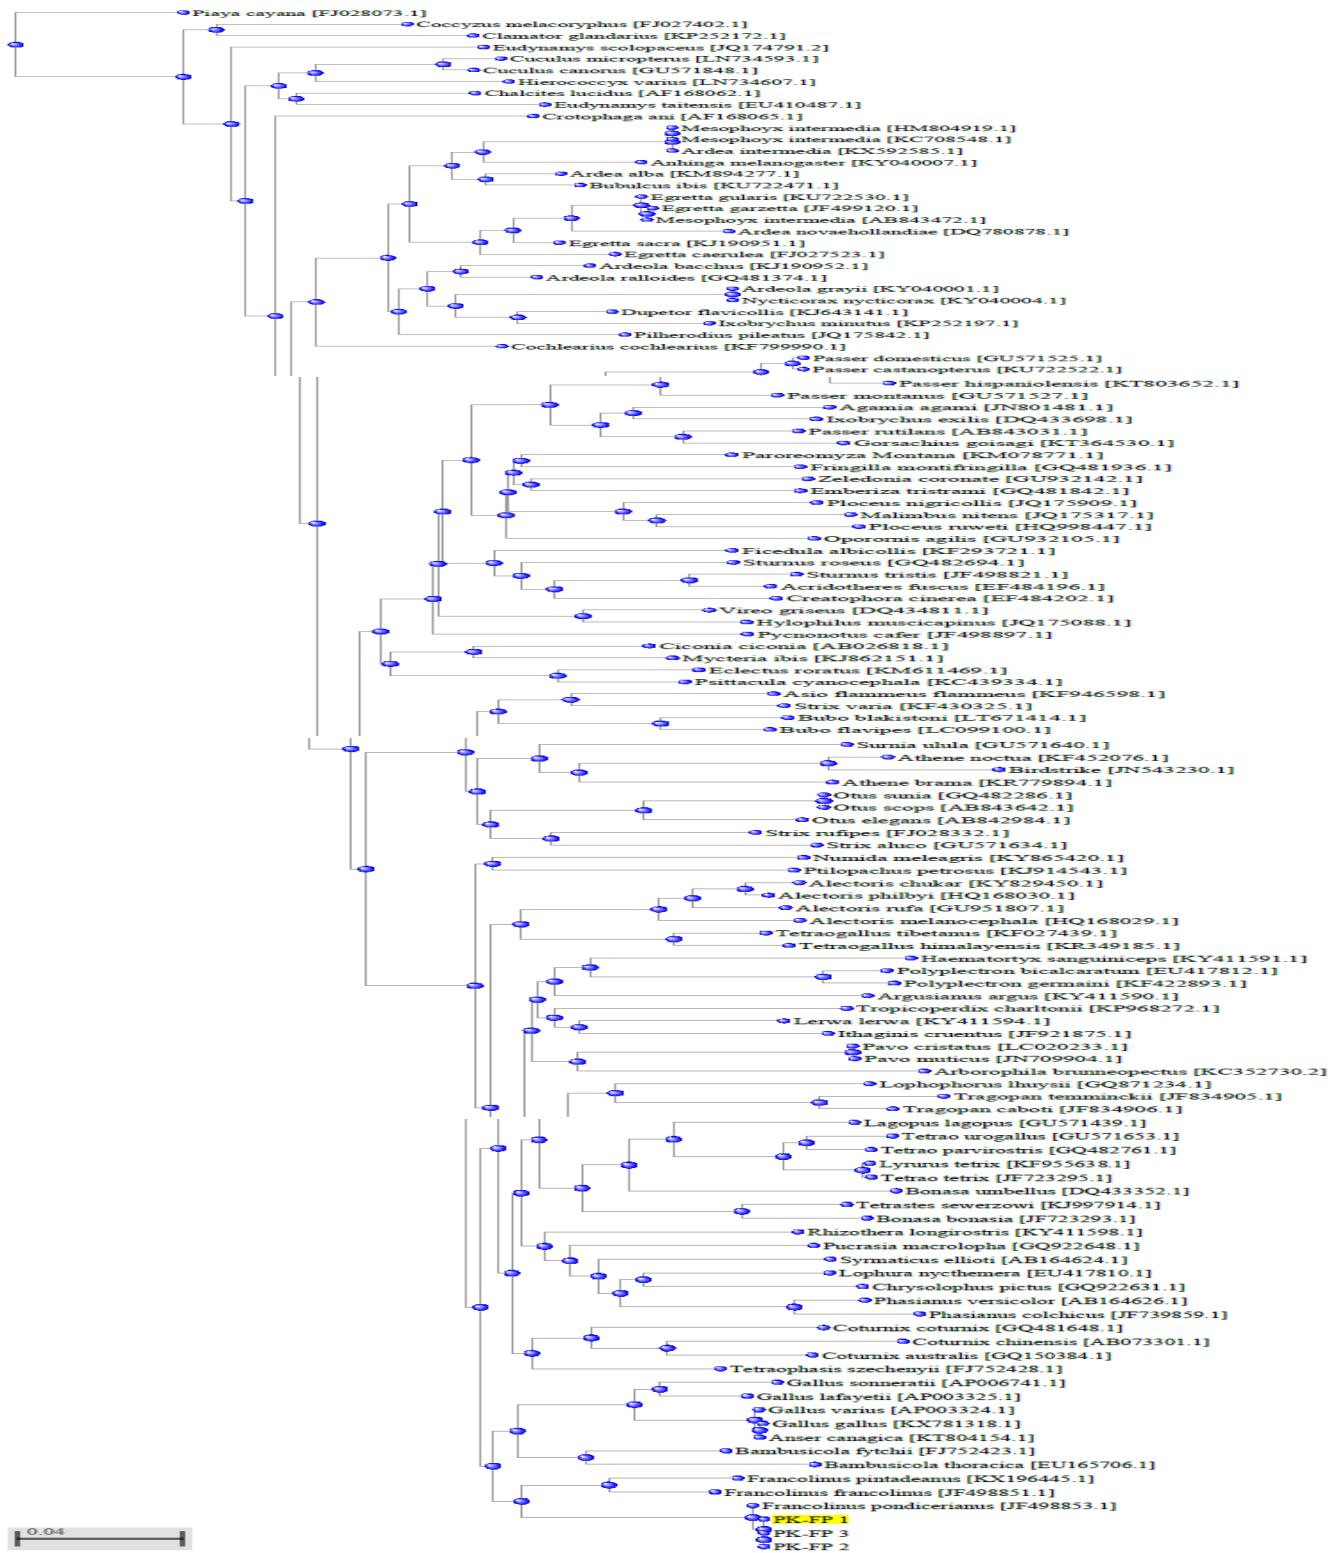 Piaya cayana [FJ028073.1]
Coccyzus melacoryphus [FJ027402.1]
Clamator glandarius [KP252172.1]
Eudynamys scolopaceus [JQ174791.2]
Cuculus micropterus [LN734593.1]
Cuculus canorus [GU571848.1]
Hierococcyx varius [LN734607.1]
Chalcites lucidus [AF168062.1]
Eudynamys taitensis [EU410487.1]
Crotophaga ani [AF168065.1]
Mesophoyx intermedia [HM804919.1]
Mesophoyx intermedia [KC708548.1]
Ardea intermedia [KX592585.1]
Anhinga melanogaster [KY040007.1]
Ardea alba [KM894277.1]
Bubulcus ibis [KU722471.1]
Egretta gularis [KU722530.1]
Egretta garzetta [JF499120.1]
Mesophoyx intermedia [AB843472.1]
Ardea novaehollandiae [DQ780878.1]
Egretta sacra [KJ190951.1]
Egretta caerulea [FJ027523.1]
Ardeola bacchus [KJ190952.1]
Ardeola ralloides [GQ481374.1]
Ardeola grayii [KY040001.1]
Nycticorax nycticorax [KY040004.1]
Dupetor flavicollis [KJ643141.1]
Ixobrychus minutus [KP252197.1]
Pilherodius pileatus [JQ175842.1]
Cochlearius cochlearius [KF799990.1]
Passer domesticus [GU571525.1]
Passer castanopterus [KU722522.1]
Passer hispaniolensis [KT803652.1]
Passer montanus [GU571527.1]
Agamia agami [JN801481.1]
Ixobrychus exilis [DQ433698.1]
Passer rutilans [AB843031.1]
Gorsachius goisagi [KT364530.1]
Paroreomyza Montana [KM078771.1]
Fringilla montifringilla [GQ481936.1]
Zeledonia coronate [GU932142.1]
Emberiza tristrami [GQ481842.1]
Ploceus nigricollis [JQ175909.1]
Malimbus nitens [JQ175317.1]
Ploceus ruweti [HQ998447.1]
Oporornis agilis [GU932105.1]
Ficedula albicollis [KF293721.1]
Sturnus roseus [GQ482694.1]
Sturnus tristis [JF498821.1]
Acridotheres fuscus [EF484196.1]
Creatophora cinerea [EF484202.1]
Vireo griseus [DQ434811.1]
Hylophilus muscicapinus [JQ175088.1]
Pycnonotus cafer [JF498897.1]
Ciconia ciconia [AB026818.1]
Mycteria ibis [KJ862151.1]
Eclectus roratus [KM611469.1]
Psittacula cyanocephala [KC439334.1]
Asio flammeus flammeus [KF946598.1]
Strix varia [KF430325.1]
Bubo blakistoni [LT671414.1]
Bubo flavipes [LC099100.1]
Surnia ulula [GU571640.1]
Athene noctua [KF452076.1]
Birdstrike [JN543230.1]
Athene brama [KR779894.1]
Otus sunia [GQ482286.1]
Otus scops [AB843642.1]
Otus elegans [AB842984.1]
Strix rufipes [FJ028332.1]
Strix aluco [GU571634.1]
Numida meleagris [KY865420.1]
Ptilopachus petrosus [KJ914543.1]
Alectoris chukar [KY829450.1]
Alectoris philbyi [HQ168030.1]
Alectoris rufa [GU951807.1]
Alectoris melanocephala [HQ168029.1]
Tetraogallus tibetanus [KF027439.1]
Tetraogallus himalayensis [KR349185.1]
Haematortyx sanguiniceps [KY411591.1]
Polyplectron bicalcaratum [EU417812.1]
Polyplectron germaini [KF422893.1]
Argusianus argus [KY411590.1]
Tropicoperdix charltonii [KP968272.1]
Lerwa lerwa [KY411594.1]
Ithaginis cruentus [JF921875.1]
Pavo cristatus [LC020233.1]
Pavo muticus [JN709904.1]
Arborophila brunneopectus [KC352730.2]
Lophophorus lhuysii [GQ871234.1]
Tragopan temminckii [JF834905.1]
Tragopan caboti [JF834906.1]
Lagopus lagopus [GU571439.1]
Tetrao urogallus [GU571653.1]
Tetrao parvirostris [GQ482761.1]
Lyrurus tetrix [KF955638.1]
Tetrao tetrix [JF723295.1]
Bonasa umbellus [DQ433352.1]
Tetrastes sewerzowi [KJ997914.1]
Bonasa bonasia [JF723293.1]
Rhizothera longirostris [KY411598.1]
Pucrasia macrolopha [GQ922648.1]
Syrmaticus ellioti [AB164624.1]
Lophura nycthemera [EU417810.1]
Chrysolophus pictus [GQ922631.1]
Phasianus versicolor [AB164626.1]
Phasianus colchicus [JF739859.1]
Coturnix coturnix [GQ481648.1]
Coturnix chinensis [AB073301.1]
Coturnix australis [GQ150384.1]
Tetraophasis szechenyii [FJ752428.1]
Gallus sonneratii [AP006741.1]
Gallus lafayetii [AP003325.1]
Gallus varius [AP003324.1]
Gallus gallus [KX781318.1]
Anser canagica [KT804154.1]
Bambusicola fytchii [FJ752423.1]
Bambusicola thoracica [EU165706.1]
Francolinus pintadeanus [KX196445.1]
Francolinus francolinus [JF498851.1]
Francolinus pondicerianus [JF498853.1]
PK-FP 1
PK-FP 3
PK-FP 2
0.04